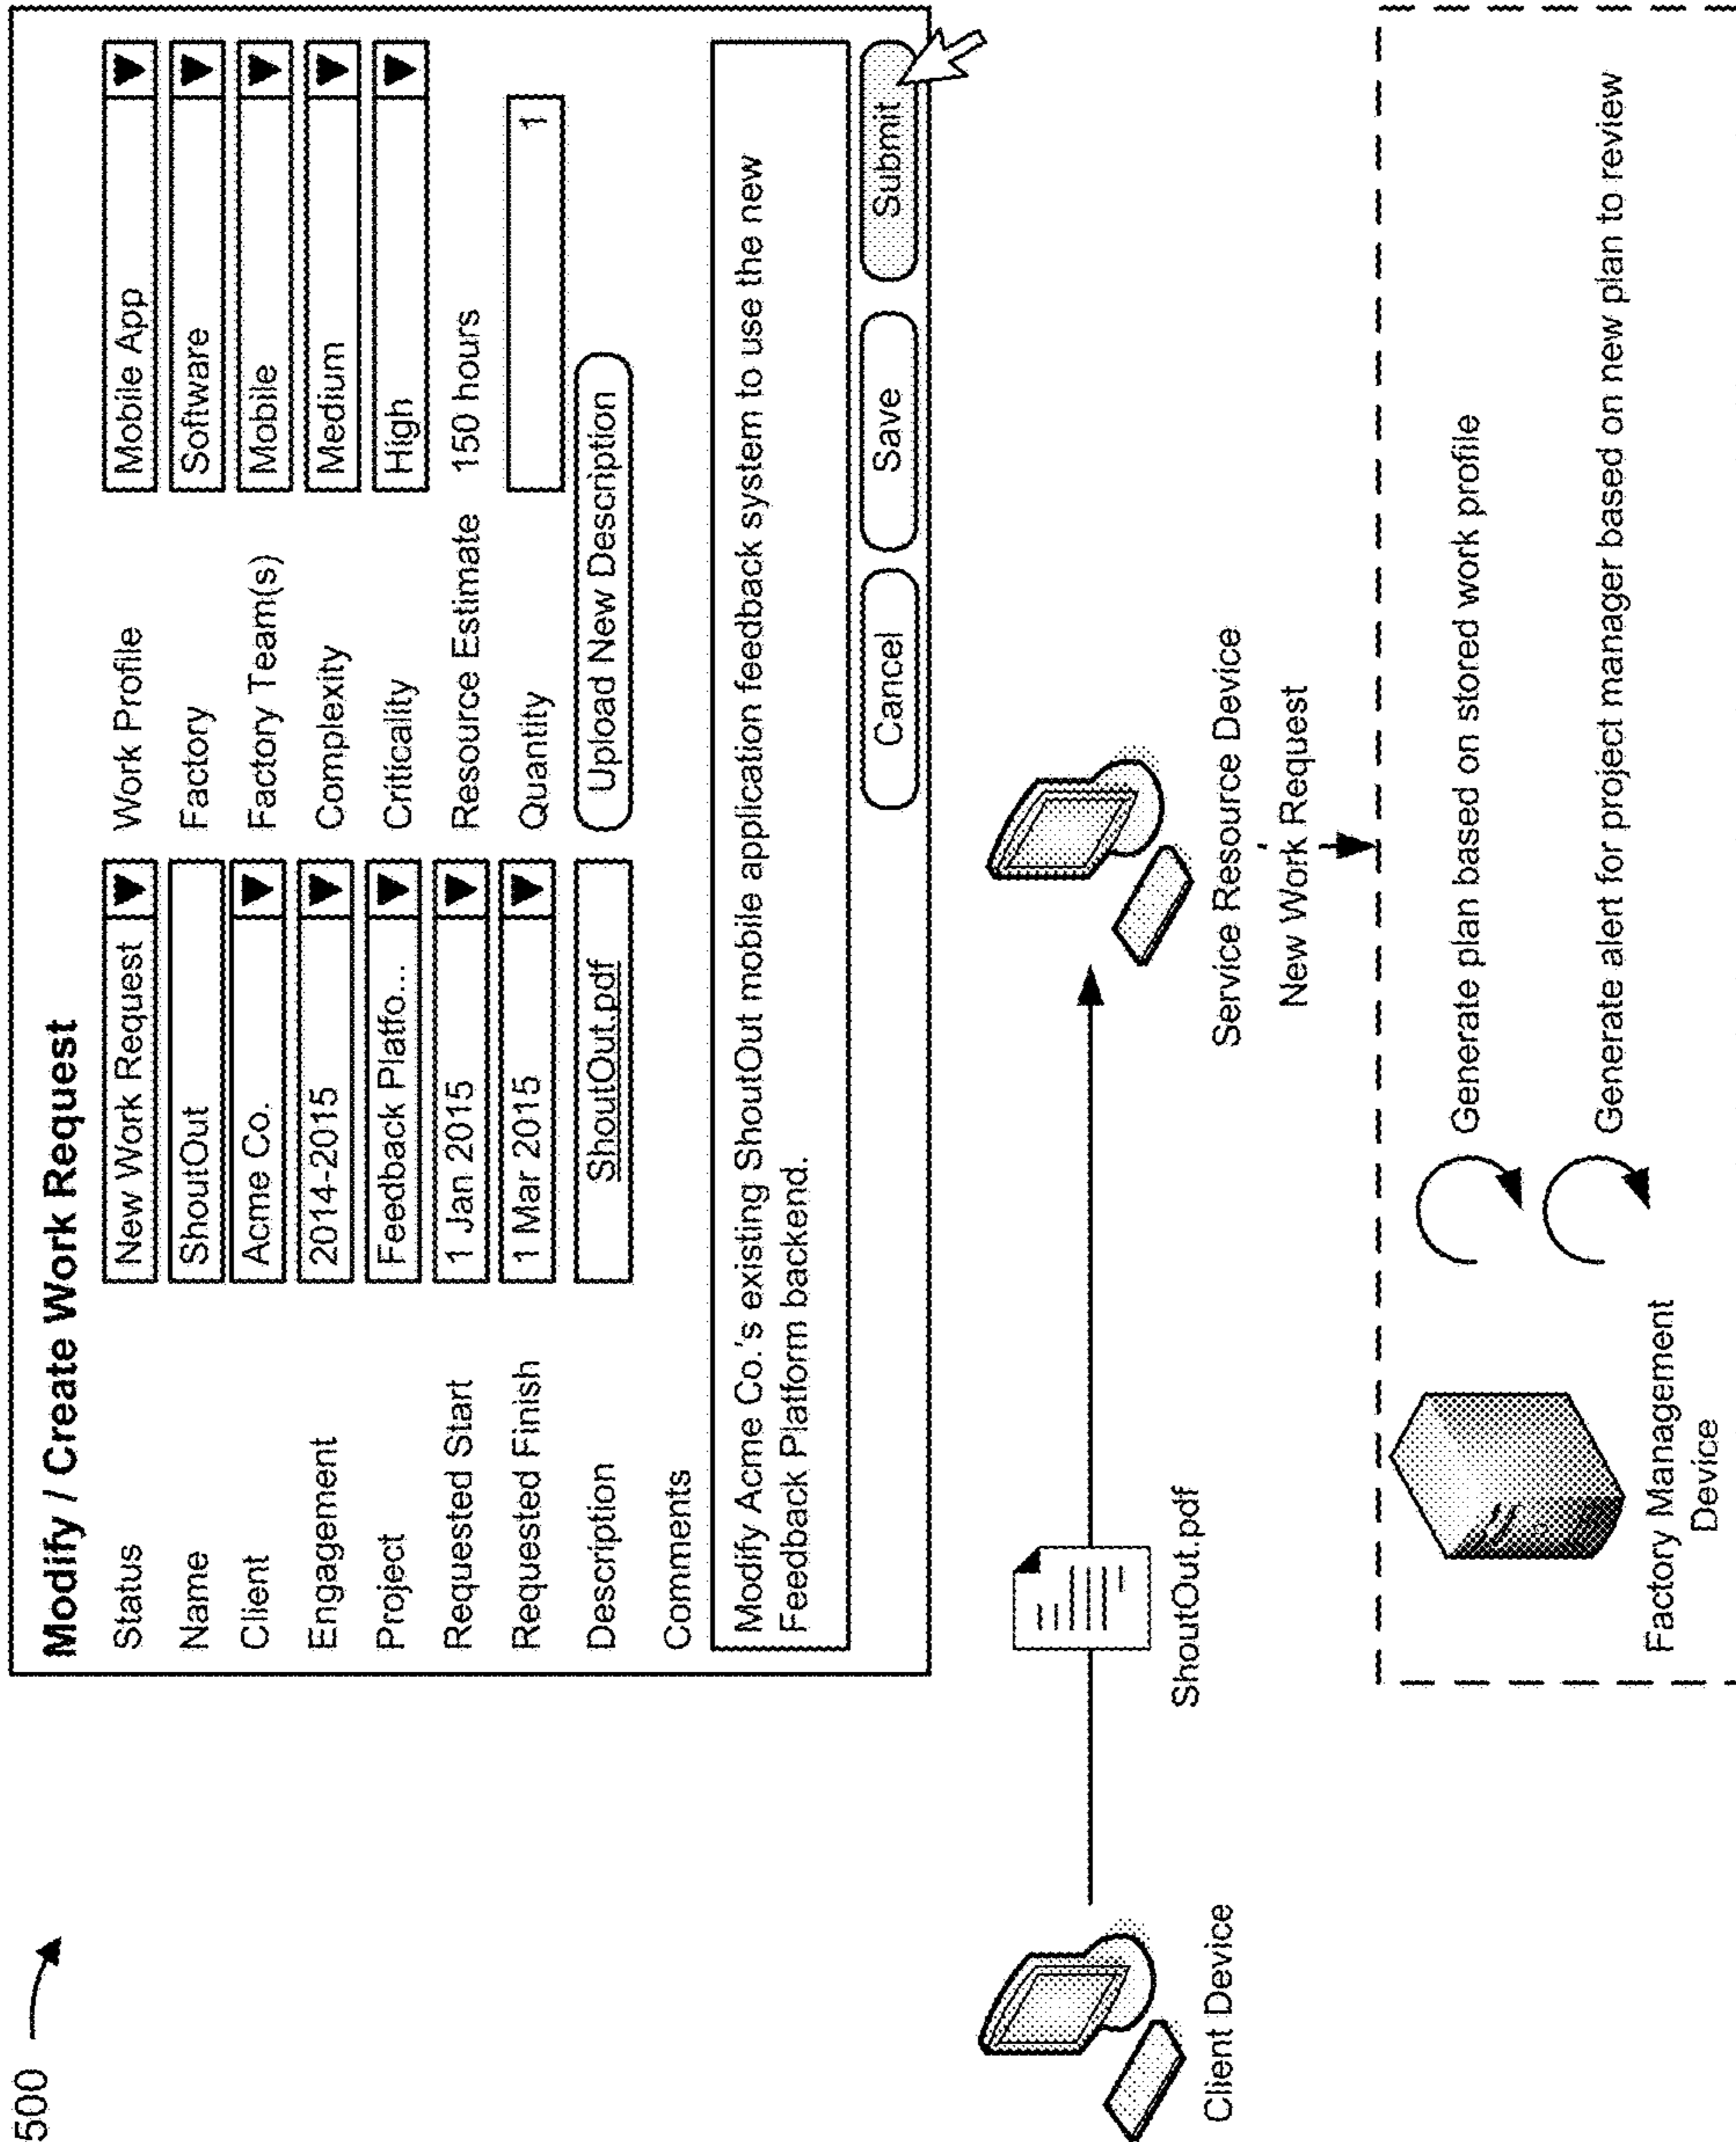 500
Modify / Create Work Request
Status New Work Request Work Profile Mobile App
Name ShoutOut Factory Software
Client Acme Co. Factory Team(s) Mobile
Engagement 2014-2015 Complexity Medium
Project Feedback Platfo... Criticality High
Requested Start 1 Jan 2015 Resource Estimate 150 hours
Requested Finish 1 Mar 2015 Quantity 1
Description ShoutOut.pdf Upload New Description
Comments
Modify Acme Co.'s existing ShoutOut mobile application feedback system to use the new
Feedback Platform backend.
Cancel Save Submit
Client Device
ShoutOut.pdf
Service Resource Device
New Work Request
Factory Management
Device
Generate plan based on stored work profile
Generate alert for project manager based on new plan to review